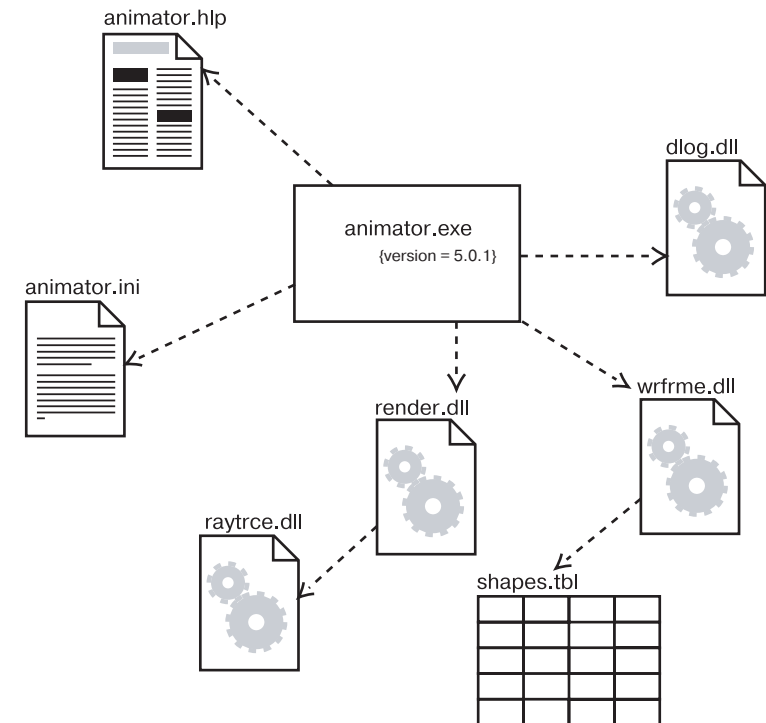 animator.hlp
dlog.dll
animator.exe
{version = 5.0.1}
animator.ini
wrfrme.dll
render.dll
raytrce.dll
shapes.tbl